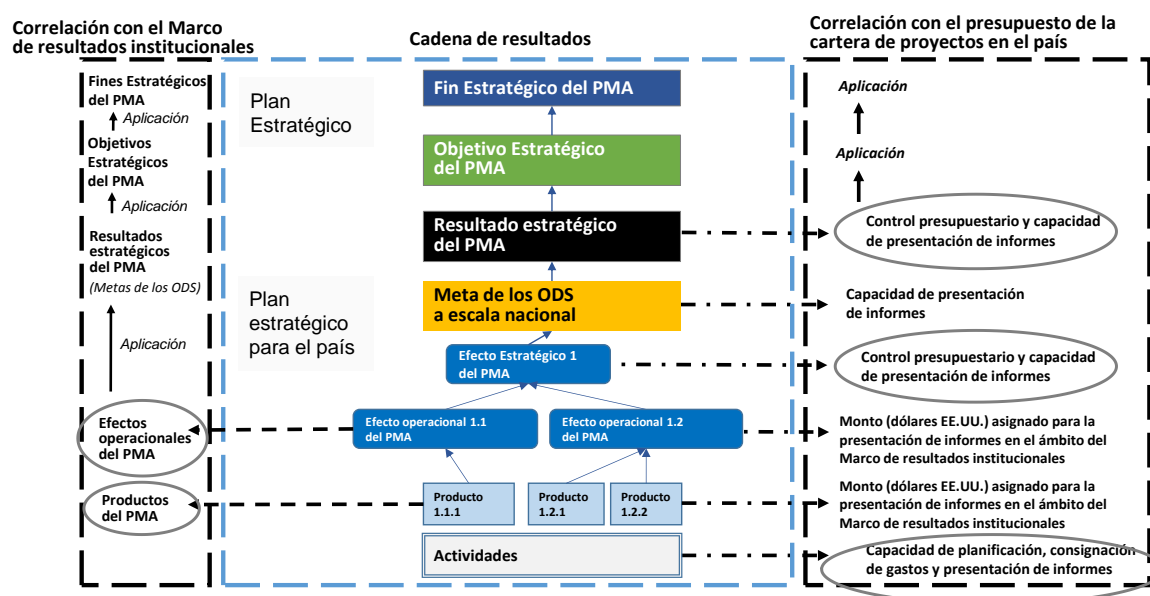 Correlación con el Marco
de resultados institucionales
Fines Estratégicos
del PMA
Aplicación
Objetivos
Estratégicos
del PMA
Aplicación
Resultados
estratégicos
del PMA
(Metas de los ODS)
Aplicación
Efectos
operacionales
del PMA
Productos
del PMA
Cadena de resultados
Plan
Estratégico
Plan
estratégico
para el país
Fin Estratégico del PMA
Objetivo Estratégico
del PMA
Resultado estratégico
del PMA
Meta de los ODS
a escala nacional
Efecto Estratégico 1
del PMA
Efecto operacional 1.1
del PMA
Efecto operacional 1.2
del PMA
Producto
1.1.1
Producto
1.2.1
Producto
1.2.2
Actividades
Correlación con el presupuesto de la
cartera de proyectos en el país
Aplicación
Aplicación
Control presupuestario y capacidad
de presentación de informes
Capacidad de presentación
de informes
Control presupuestario y capacidad
de presentación de informes
Monto (dólares EE.UU.) asignado para la
presentación de informes en el ámbito del
Marco de resultados institucionales
Monto (dólares EE.UU.) asignado para la
presentación de informes en el ámbito del
Marco de resultados institucionales
Capacidad de planificación, consignación
de gastos y presentación de informes